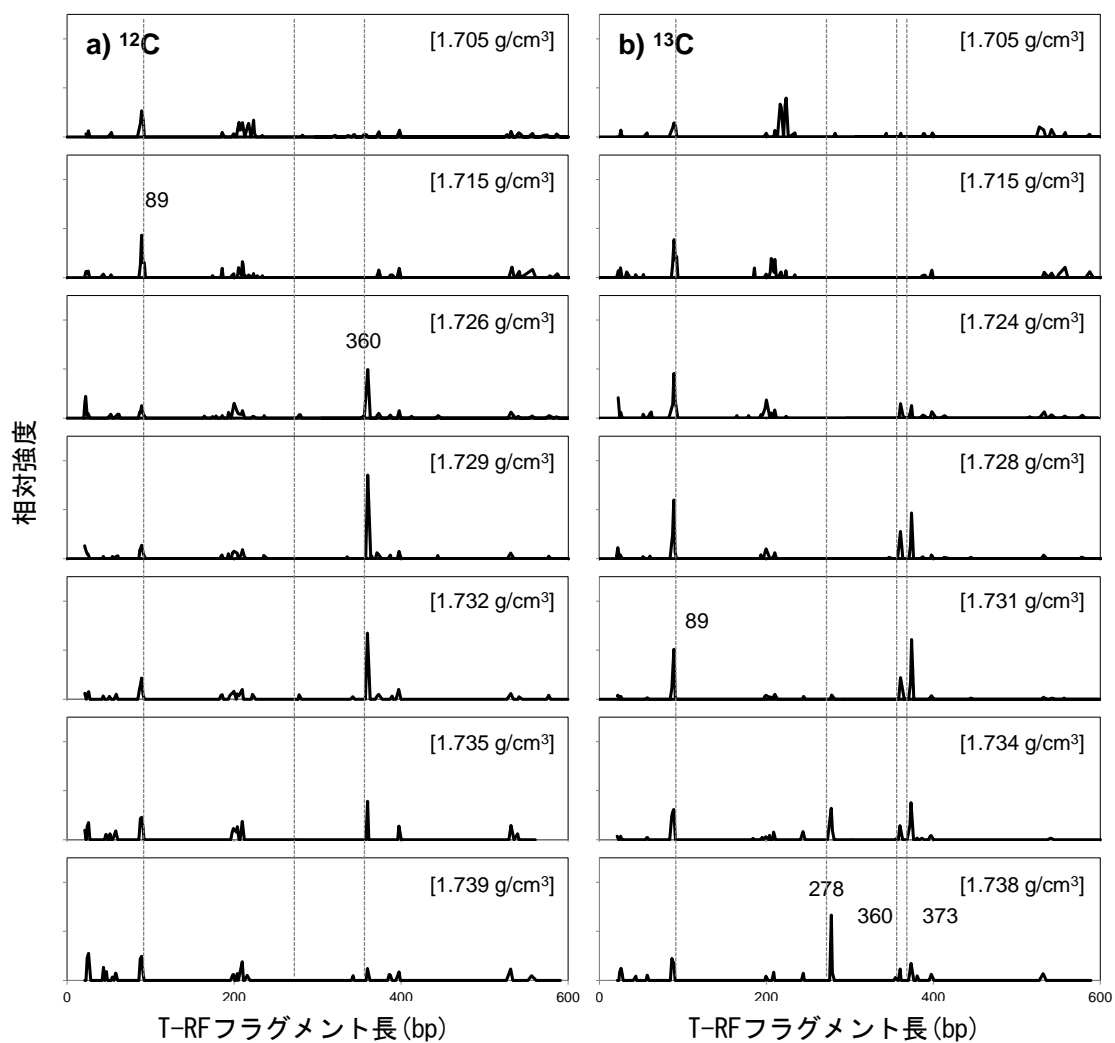 a) ¹²C
[1.705 g/cm³]
89
[1.715 g/cm³]
360
[1.726 g/cm³]
[1.729 g/cm³]
[1.732 g/cm³]
[1.735 g/cm³]
[1.739 g/cm³]
0 200 400 600
T-RFフラグメント長(bp)
相対強度
b) ¹³C
[1.705 g/cm³]
[1.715 g/cm³]
[1.724 g/cm³]
[1.728 g/cm³]
89
[1.731 g/cm³]
[1.734 g/cm³]
[1.738 g/cm³]
278
360 373
0 200 400 600
T-RFフラグメント長(bp)